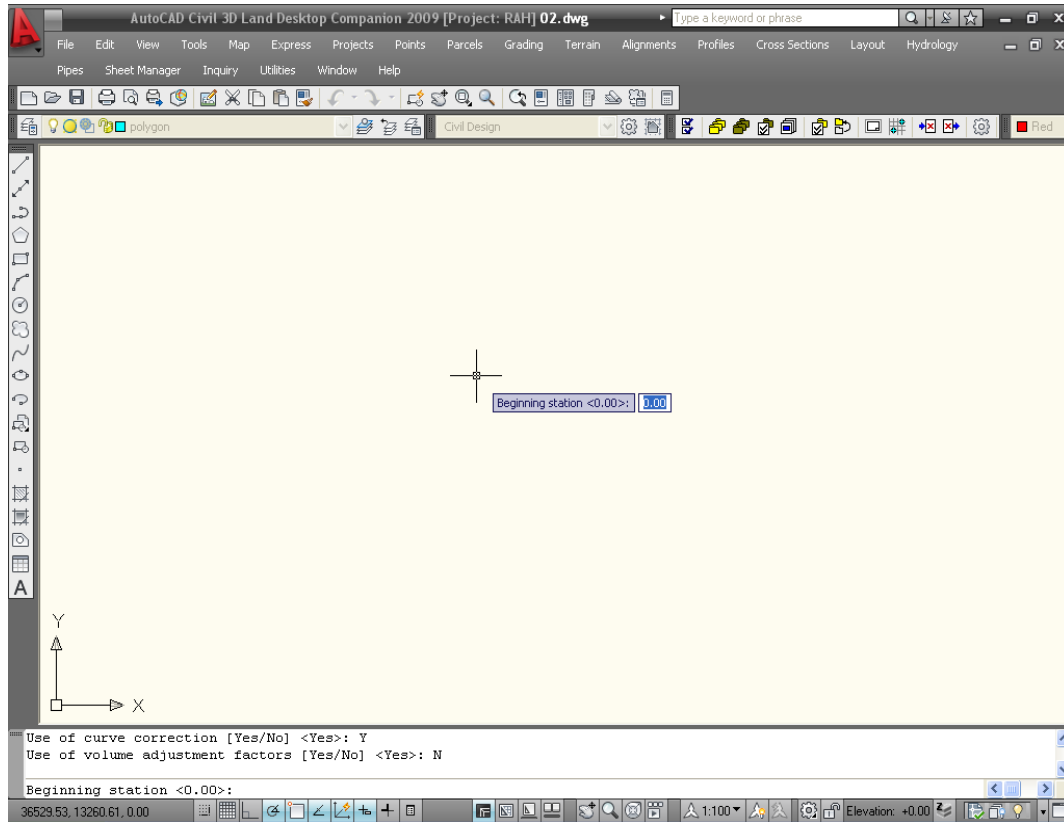 AutoCAD Civil 3D Land Desktop Companion 2009 [Project: RAH] 02.dwg
Type a keyword or phrase
File Edit View Tools Map Express Projects Points Parcels Grading Terrain Alignments Profiles Cross Sections Layout Hydrology
Pipes Sheet Manager Inquiry Utilities Window Help
polygon
Civil Design
Red
Beginning station <0.00>: 0.00
A
Y
X
Use of curve correction [Yes/No] <Yes>: Y
Use of volume adjustment factors [Yes/No] <Yes>: N
Beginning station <0.00>:
36529.53, 13260.61, 0.00
1:100
Elevation: +0.00